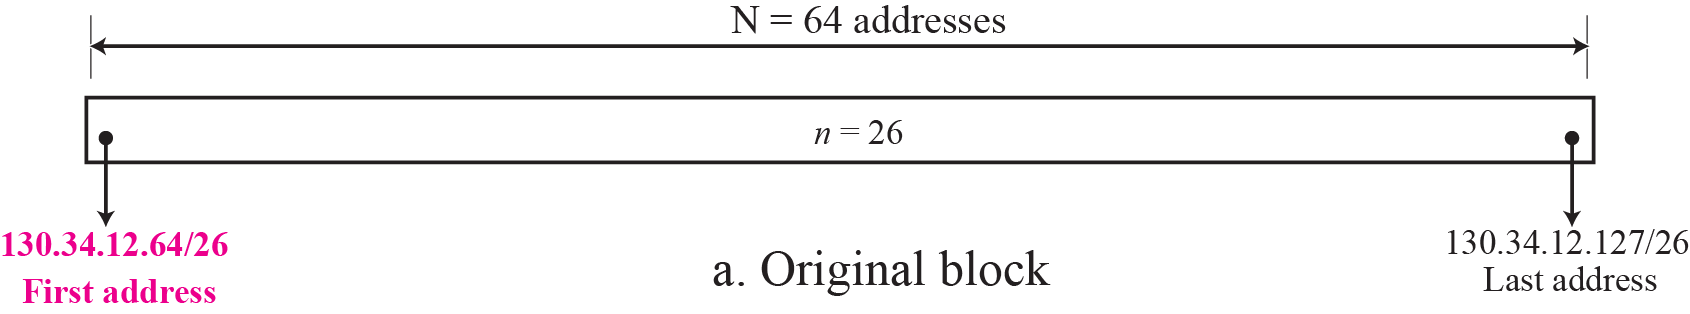 N = 64 addresses
n = 26
130.34.12.64/26
First address
a. Original block
130.34.12.127/26
Last address